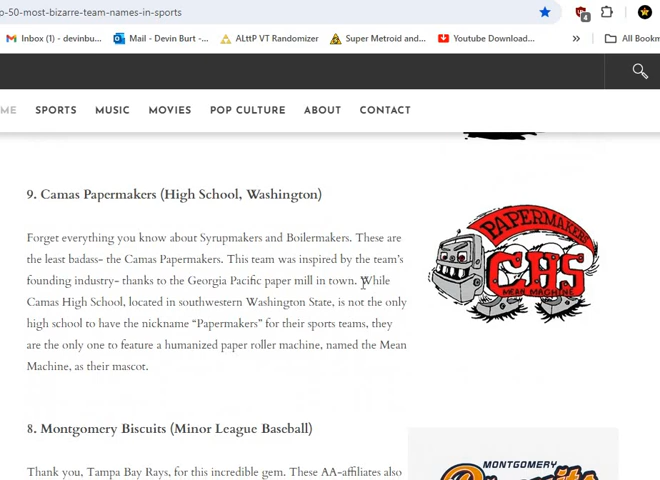 p-50-most-bizarre-team-names-in-sports
4
Inbox (1) - devinbu...
Mail - Devin Burt -...
ALttP VT Randomizer
Super Metroid and...
Youtube Download...
»
All Bookm
ME
SPORTS
MUSIC
MOVIES
POP CULTURE
ABOUT
CONTACT
9. Camas Papermakers (High School, Washington)
Forget everything you know about Syrupmakers and Boilermakers. These are
the least badass- the Camas Papermakers. This team was inspired by the team’s
founding industry- thanks to the Georgia Pacific paper mill in town. While
Camas High School, located in southwestern Washington State, is not the only
high school to have the nickname “Papermakers” for their sports teams, they
are the only one to feature a humanized paper roller machine, named the Mean
Machine, as their mascot.
PAPERMAKERS
CHS
MEAN MACHINE
8. Montgomery Biscuits (Minor League Baseball)
Thank you, Tampa Bay Rays, for this incredible gem. These AA-affiliates also
MONTGOMERY
Biscuits